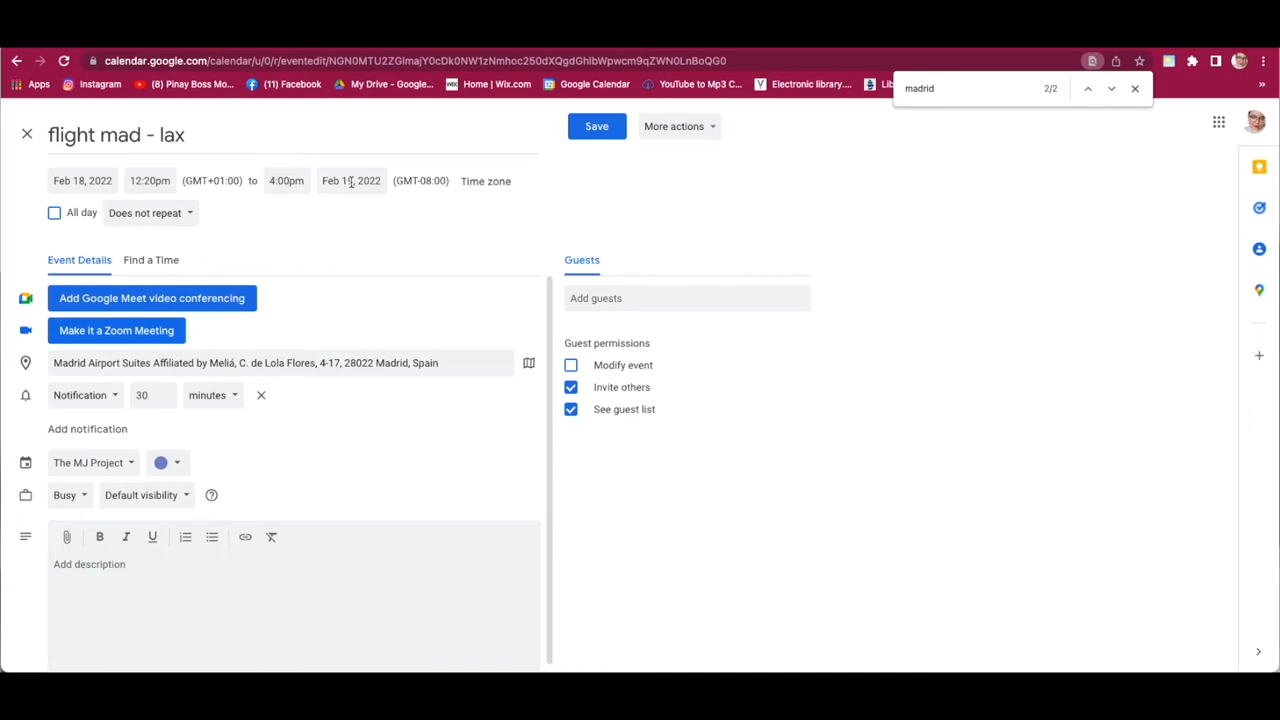 calendar.google.com/calendar/u/0/r/eventedit/NGN0MTU2ZGlmajY0cDk0NW1zNmhoc250dXQgdGhlbWpwcm9qZWN0LnBoQGQ0
Apps Instagram (8) Pinay Boss Mo... (11) Facebook My Drive - Google... Home | Wix.com Google Calendar YouTube to Mp3 C... Electronic library.... Lib »
madrid 2/2
flight mad - lax Save More actions
Feb 18, 2022 12:20pm (GMT+01:00) to 4:00pm (GMT-08:00) Time zone
All day Does not repeat
Event Details Find a Time Guests
Add Google Meet video conferencing Add guests
Make it a Zoom Meeting
Guest permissions
Madrid Airport Suites Affiliated by Meliá, C. de Lola Flores, 4-17, 28022 Madrid, Spain Modify event
Notification 30 minutes Invite others
See guest list
Add notification
The MJ Project
Busy Default visibility
B I U
Add description